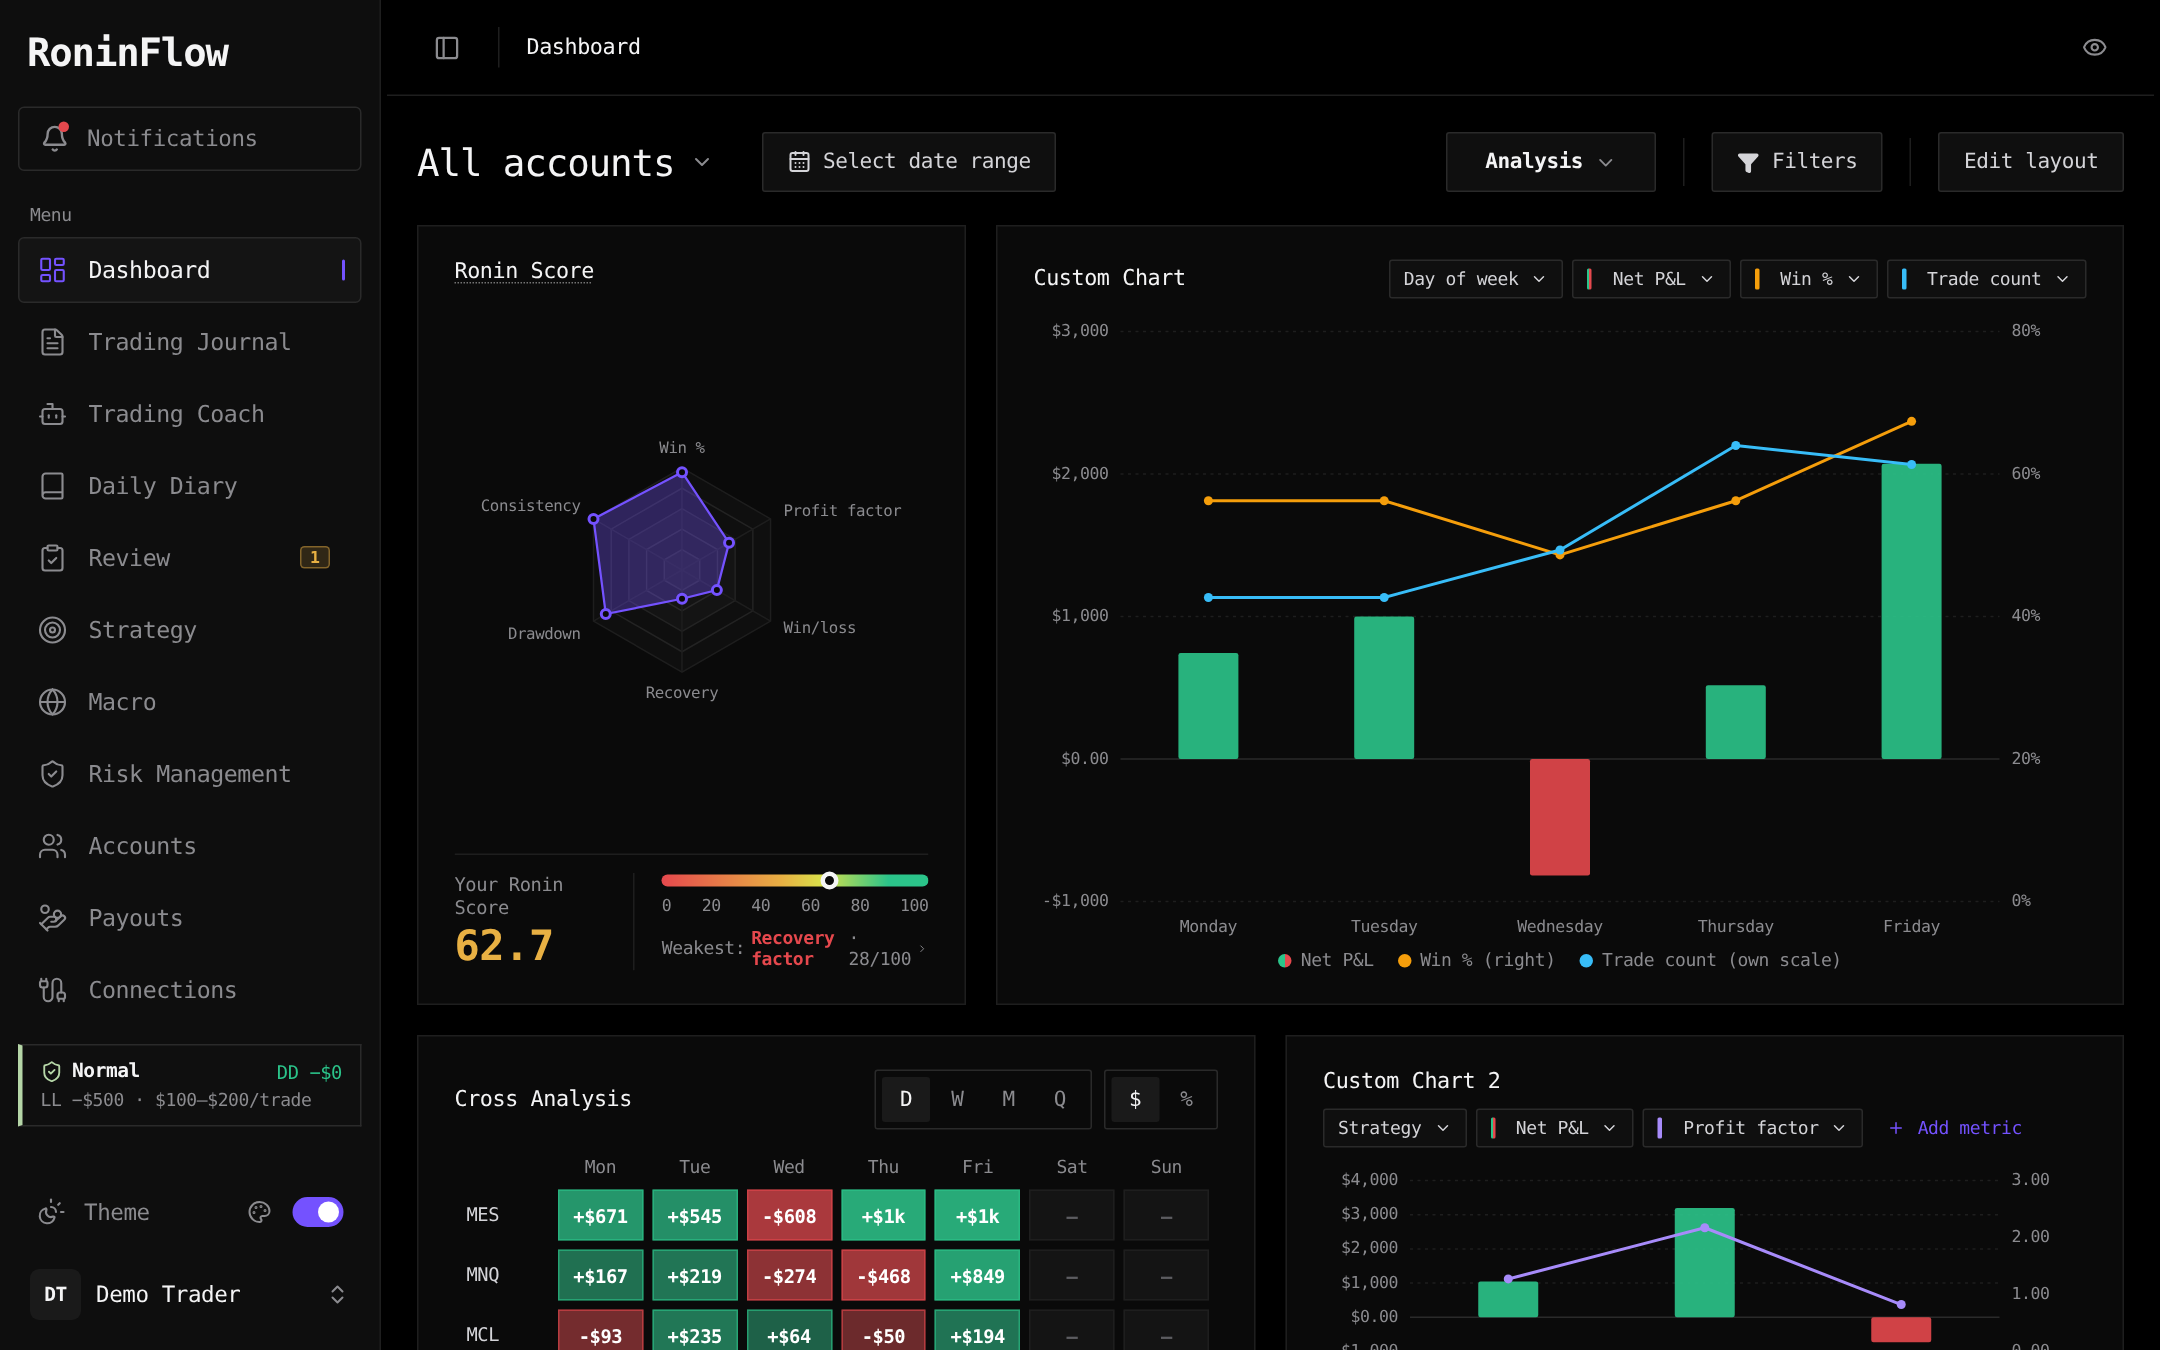 RoninFlow
Notifications
Menu
Dashboard
Trading Journal
Trading Coach
Daily Diary
Review 1
Strategy
Macro
Risk Management
Accounts
Payouts
Connections
Normal DD −$0
LL −$500 · $100–$200/trade
Theme
DT Demo Trader
Dashboard
All accounts
Select date range
Analysis
Filters
Edit layout
Ronin Score
Win %
Consistency
Profit factor
Drawdown
Win/loss
Recovery
Your Ronin
Score
62.7
0 20 40 60 80 100
Weakest: Recovery factor · 28/100
Custom Chart
Day of week
Net P&L
Win %
Trade count
$3,000 80%
$2,000 60%
$1,000 40%
$0.00 20%
-$1,000 0%
Monday Tuesday Wednesday Thursday Friday
Net P&L Win % (right) Trade count (own scale)
Cross Analysis
D W M Q
$ %
Mon Tue Wed Thu Fri Sat Sun
MES +$671 +$545 -$608 +$1k +$1k – –
MNQ +$167 +$219 -$274 -$468 +$849 – –
MCL -$93 +$235 +$64 -$50 +$194 – –
Custom Chart 2
Strategy
Net P&L
Profit factor
+ Add metric
$4,000 3.00
$3,000
$2,000 2.00
$1,000 1.00
$0.00